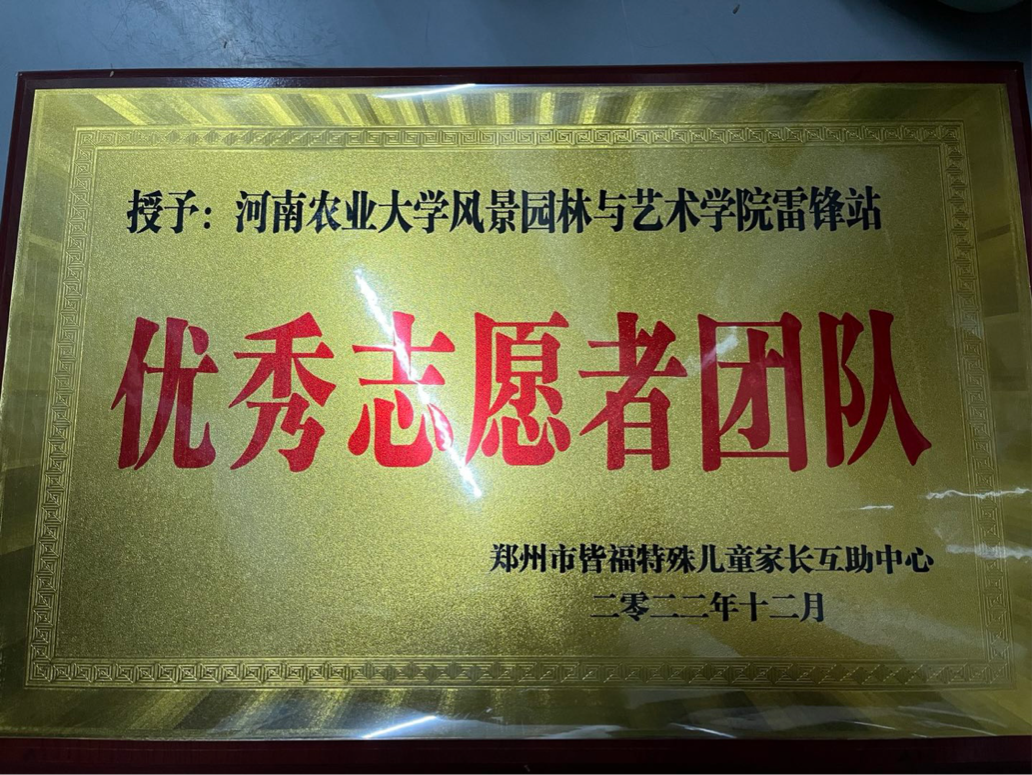 授予：河南农业大学风景园林与艺术学院雷锋站
优秀志愿者团队
郑州市皆福特殊儿童家长互助中心
二零二二年十二月